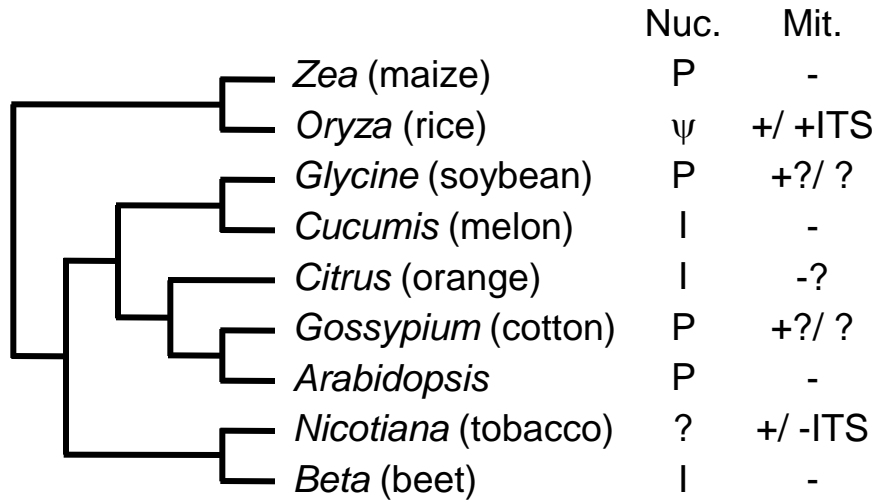 Nuc. Mit.
Zea (maize) P -
Oryza (rice) ψ +/ +ITS
Glycine (soybean) P +?/ ?
Cucumis (melon) I -
Citrus (orange) I -?
Gossypium (cotton) P +?/ ?
Arabidopsis P -
Nicotiana (tobacco) ? +/ -ITS
Beta (beet) I -